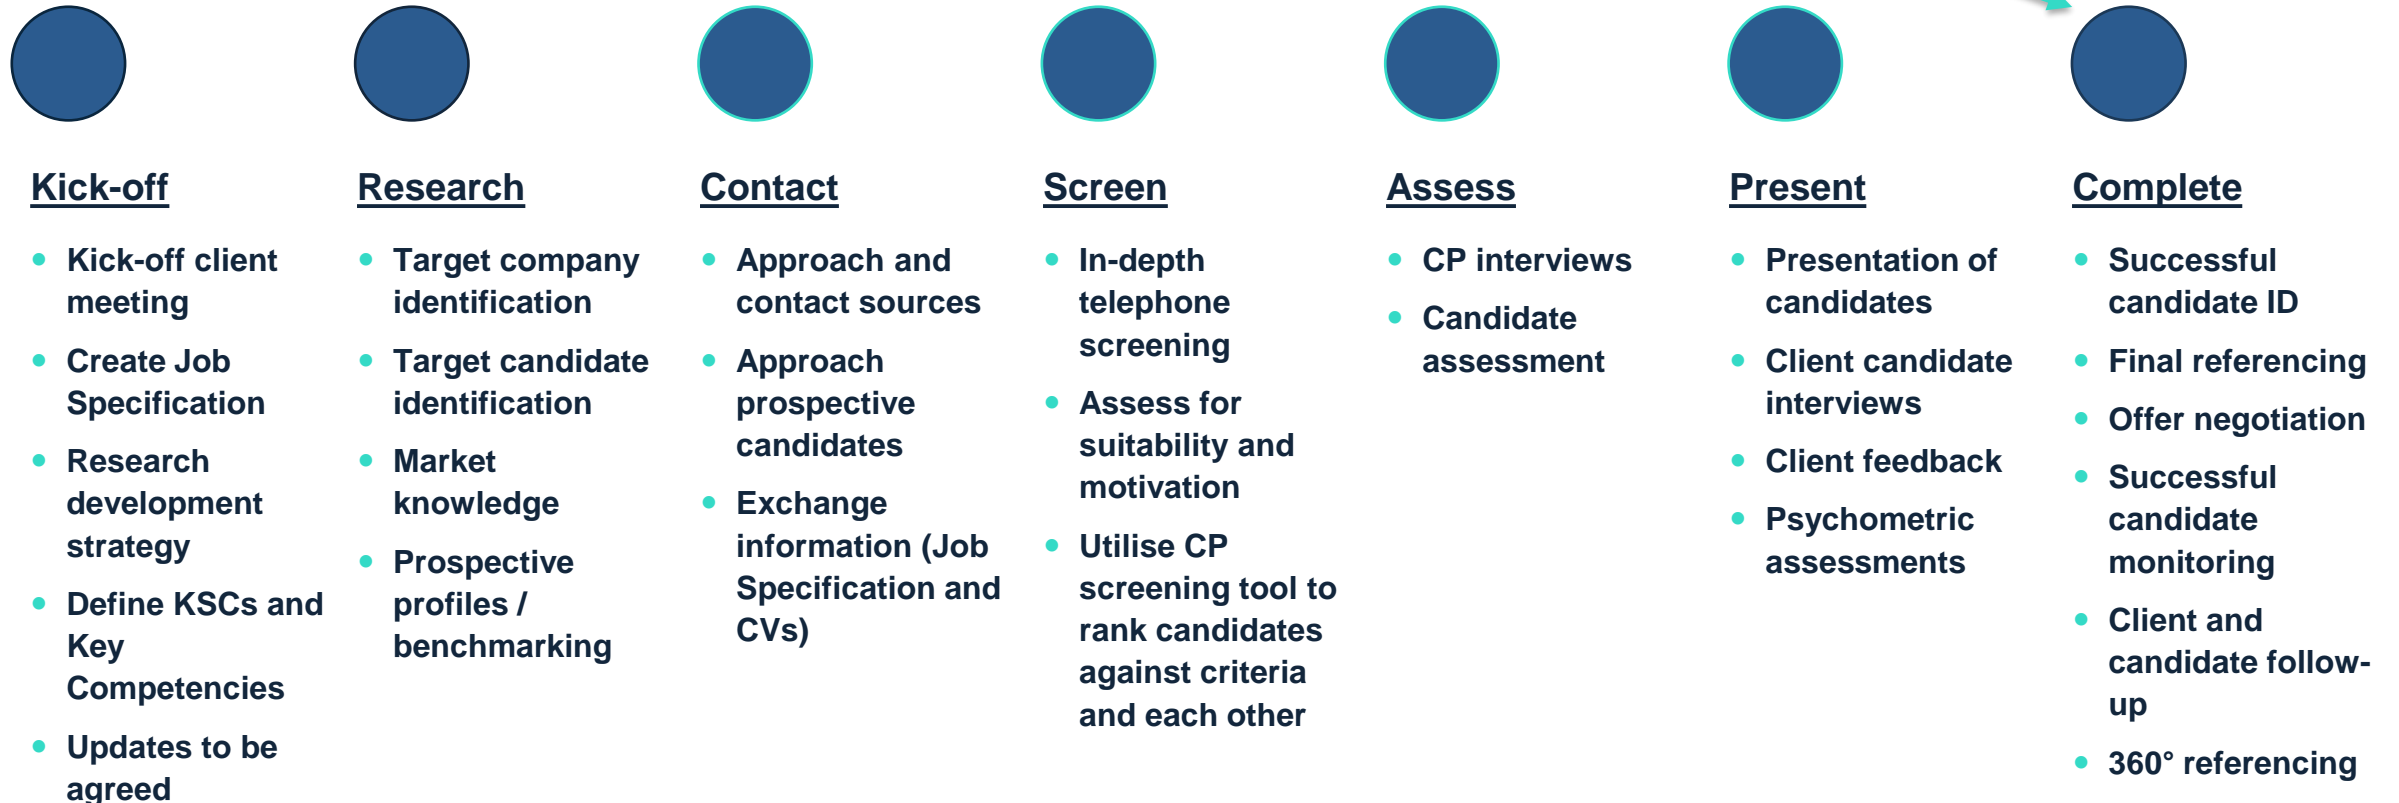 Kick-off
• Kick-off client
meeting
• Create Job
Specification
• Research
development
strategy
• Define KSCs and
Key
Competencies
• Updates to be
agreed
Research
• Target company
identification
• Target candidate
identification
• Market
knowledge
• Prospective
profiles /
benchmarking
Contact
• Approach and
contact sources
• Approach
prospective
candidates
• Exchange
information (Job
Specification and
CVs)
Screen
• In-depth
telephone
screening
• Assess for
suitability and
motivation
• Utilise CP
screening tool to
rank candidates
against criteria
and each other
Assess
• CP interviews
• Candidate
assessment
Present
• Presentation of
candidates
• Client candidate
interviews
• Client feedback
• Psychometric
assessments
Complete
• Successful
candidate ID
• Final referencing
• Offer negotiation
• Successful
candidate
monitoring
• Client and
candidate follow-
up
• 360° referencing